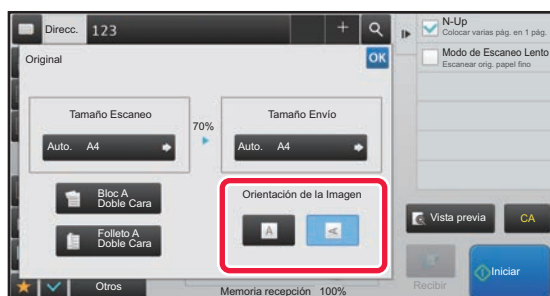 Direcc. 123 +
N-Up
Colocar varias pág. en 1 pág.
Modo de Escaneo Lento
Escanear orig. papel fino
Original
OK
Tamaño Escaneo
70%
Tamaño Envío
Auto. A4
Auto. A4
Bloc A
Doble Cara
Folleto A
Doble Cara
Orientación de la Imagen
A
A
Vista previa
CA
Otros
Memoria recepción 100%
Recibir
Iniciar